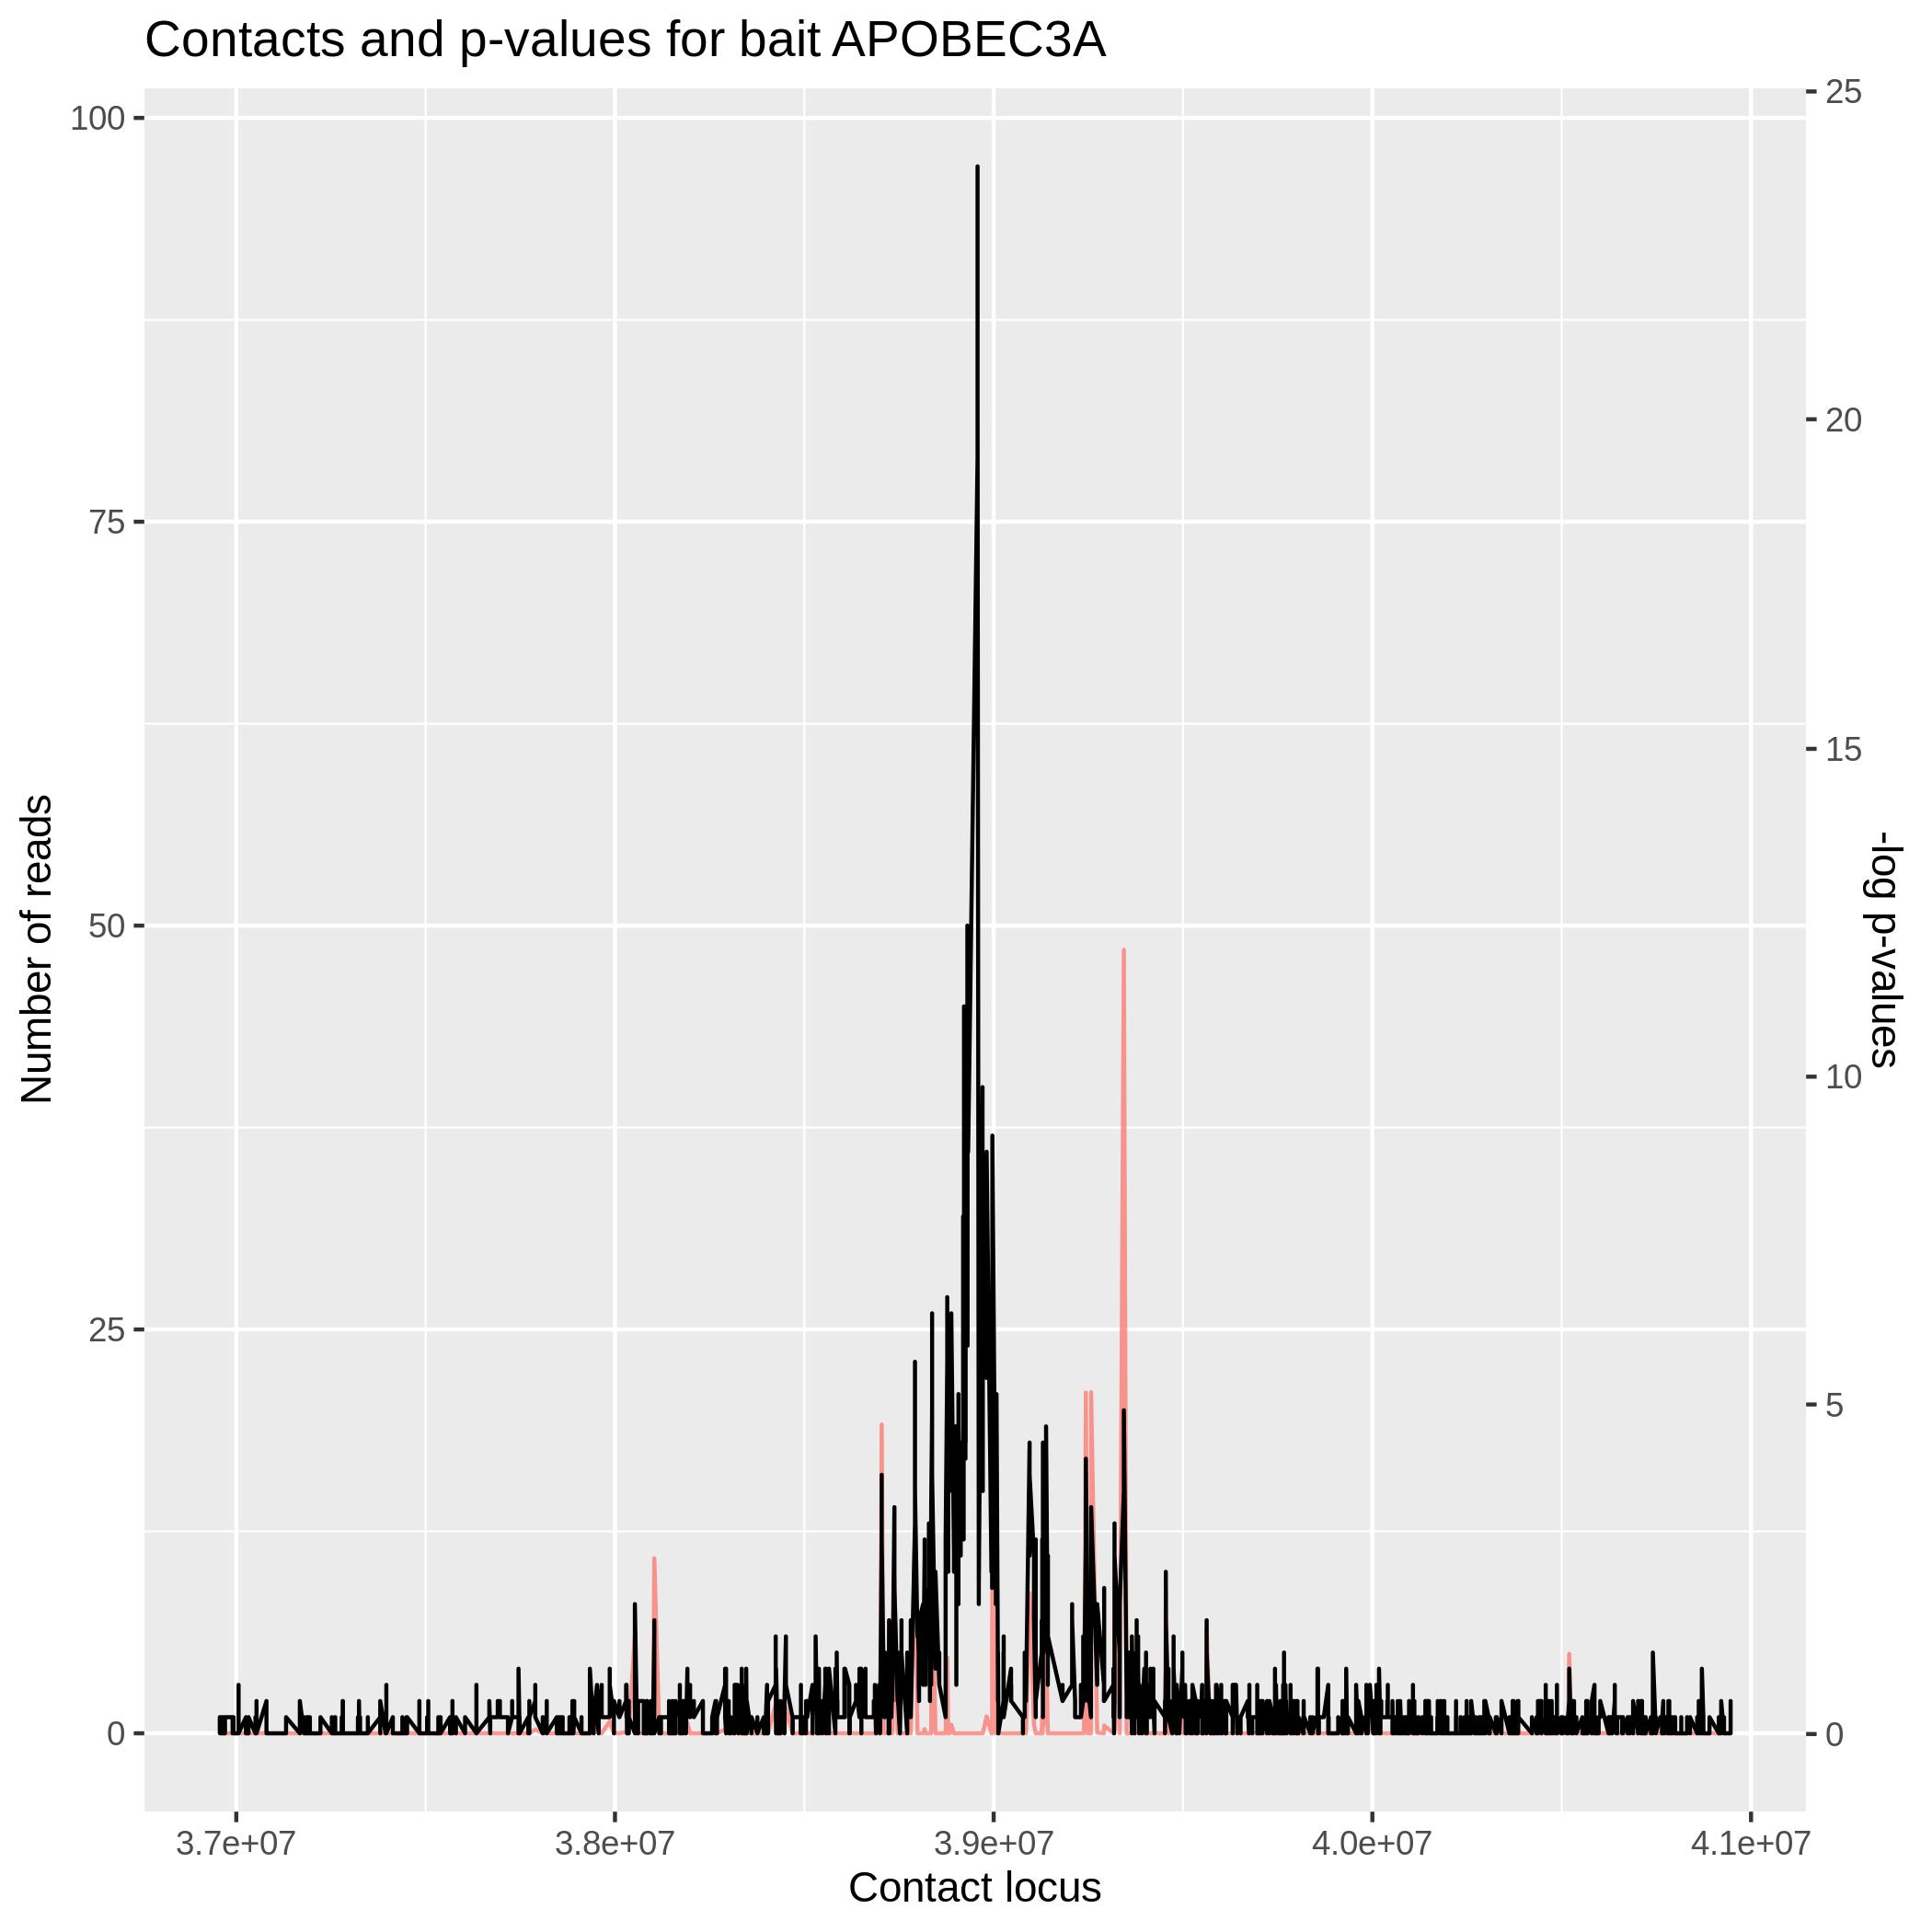 Contacts and p-values for bait APOBEC3A
Number of reads
100
75
50
25
0
25
20
15
10
5
0
-log p-values
3.7e+07 3.8e+07 3.9e+07 4.0e+07 4.1e+07
Contact locus